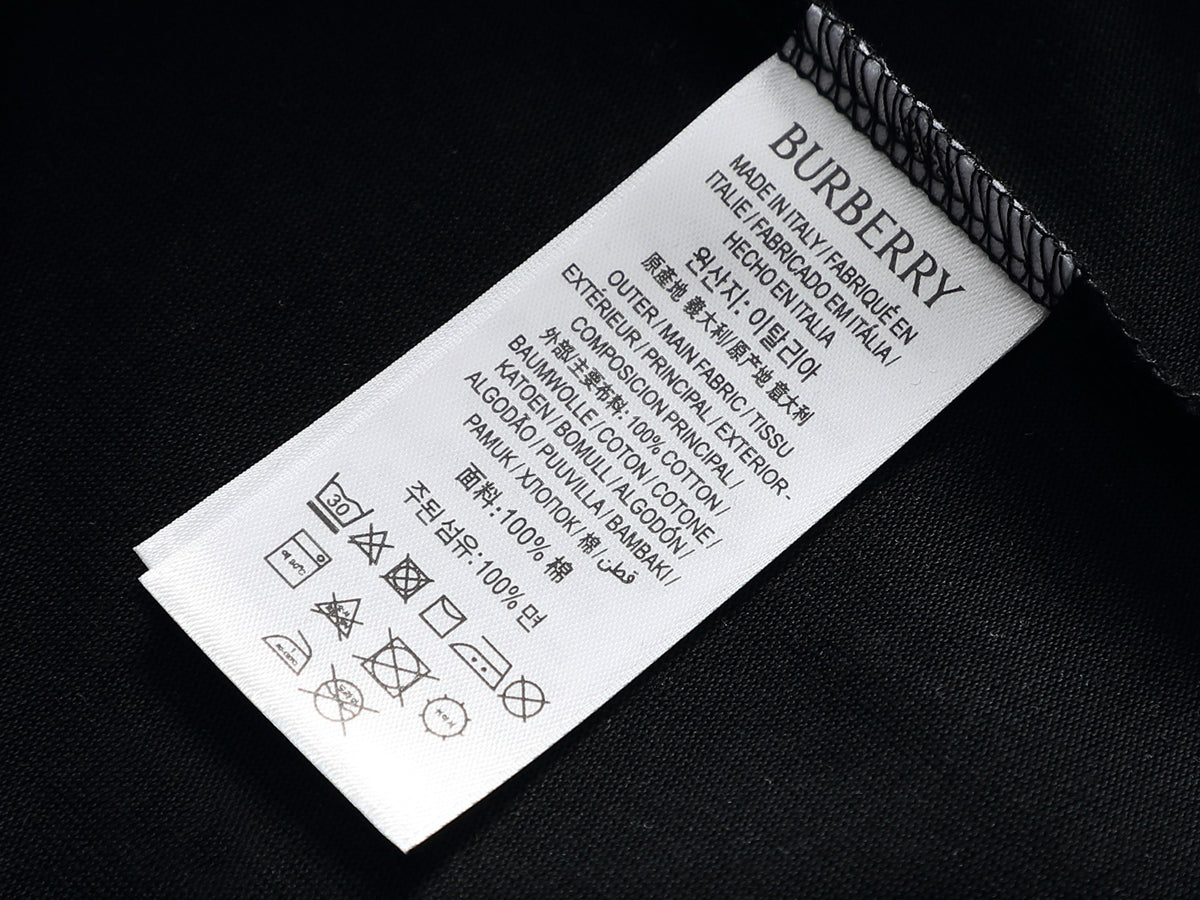 BURBERRY
MADE IN ITALY / FABRIQUÉ EN
ITALIE / FABRICADO EM ITÁLIA /
HECHO EN ITALIA
원산지: 이탈리아
原產地 義大利/原产地 意大利
OUTER / MAIN FABRIC / TISSU
EXTÉRIEUR / PRINCIPAL / EXTERIOR -
COMPOSICION PRINCIPAL /
外部/主要布料: 100% COTTON /
BAUMWOLLE / COTON / COTONE /
KATOEN / BOMULL / ALGODÓN /
ALGODÃO / PUUVILLA / BAMBAKI /
PAMUK / ХЛОПОК / 棉 / قطن
面料: 100% 棉
주된섬유: 100% 면
30